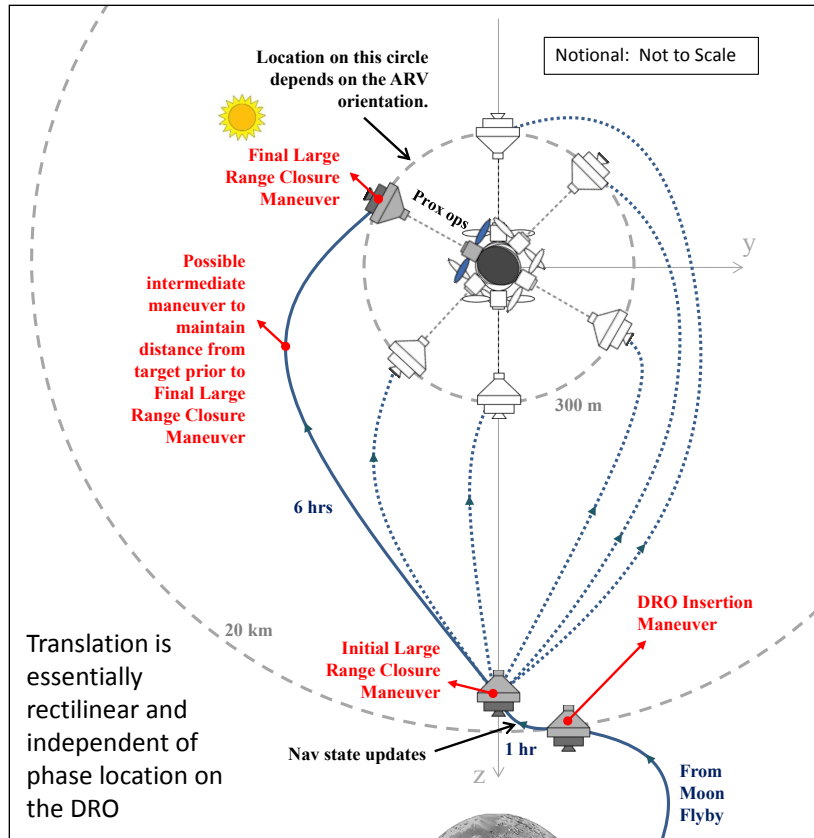 Notional: Not to Scale
Location on this circle
depends on the ARV
orientation.
Final Large
Range Closure
Maneuver
Prox ops
y
Possible
intermediate
maneuver to
maintain
distance from
target prior to
Final Large
Range Closure
Maneuver
300 m
6 hrs
20 km
DRO Insertion
Maneuver
Initial Large
Range Closure
Maneuver
Translation is
essentially
rectilinear and
independent of
phase location on
the DRO
Nav state updates
1 hr
z
From
Moon
Flyby